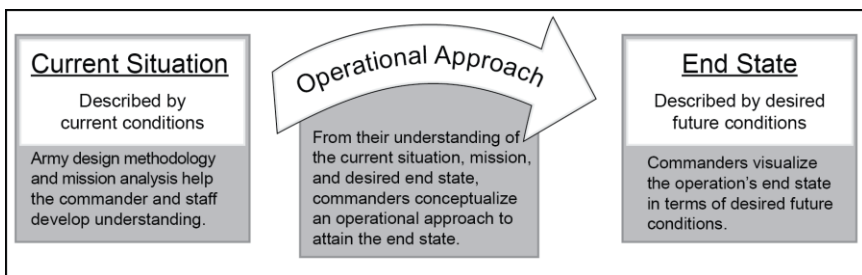 Current Situation
Described by
current conditions
Army design methodology
and mission analysis help
the commander and staff
develop understanding.
Operational Approach
From their understanding of
the current situation, mission,
and desired end state,
commanders conceptualize
an operational approach to
attain the end state.
End State
Described by desired
future conditions
Commanders visualize
the operation's end state
in terms of desired future
conditions.